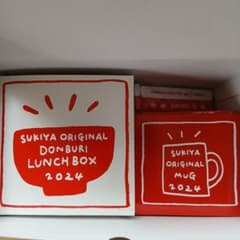 SUKIYA ORIGINAL
DONBURI
LUNCH BOX
2024
SUKIYA
ORIGINAL
MUG
2024